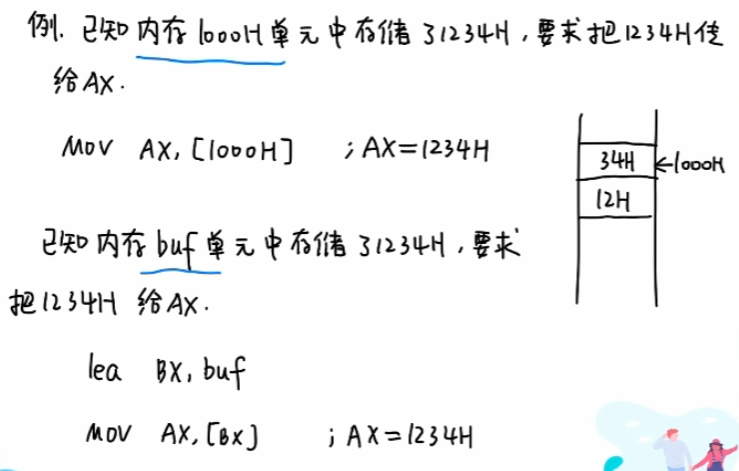 例. 已知内存1000H单元中存储了1234H,要求把1234H传
给AX.
MOV AX, [1000H] ; AX=1234H
34H ←1000H
12H
已知内存buf单元中存储了1234H,要求
把1234H 给AX.
lea BX, buf
MOV AX, [BX] ; AX=1234H